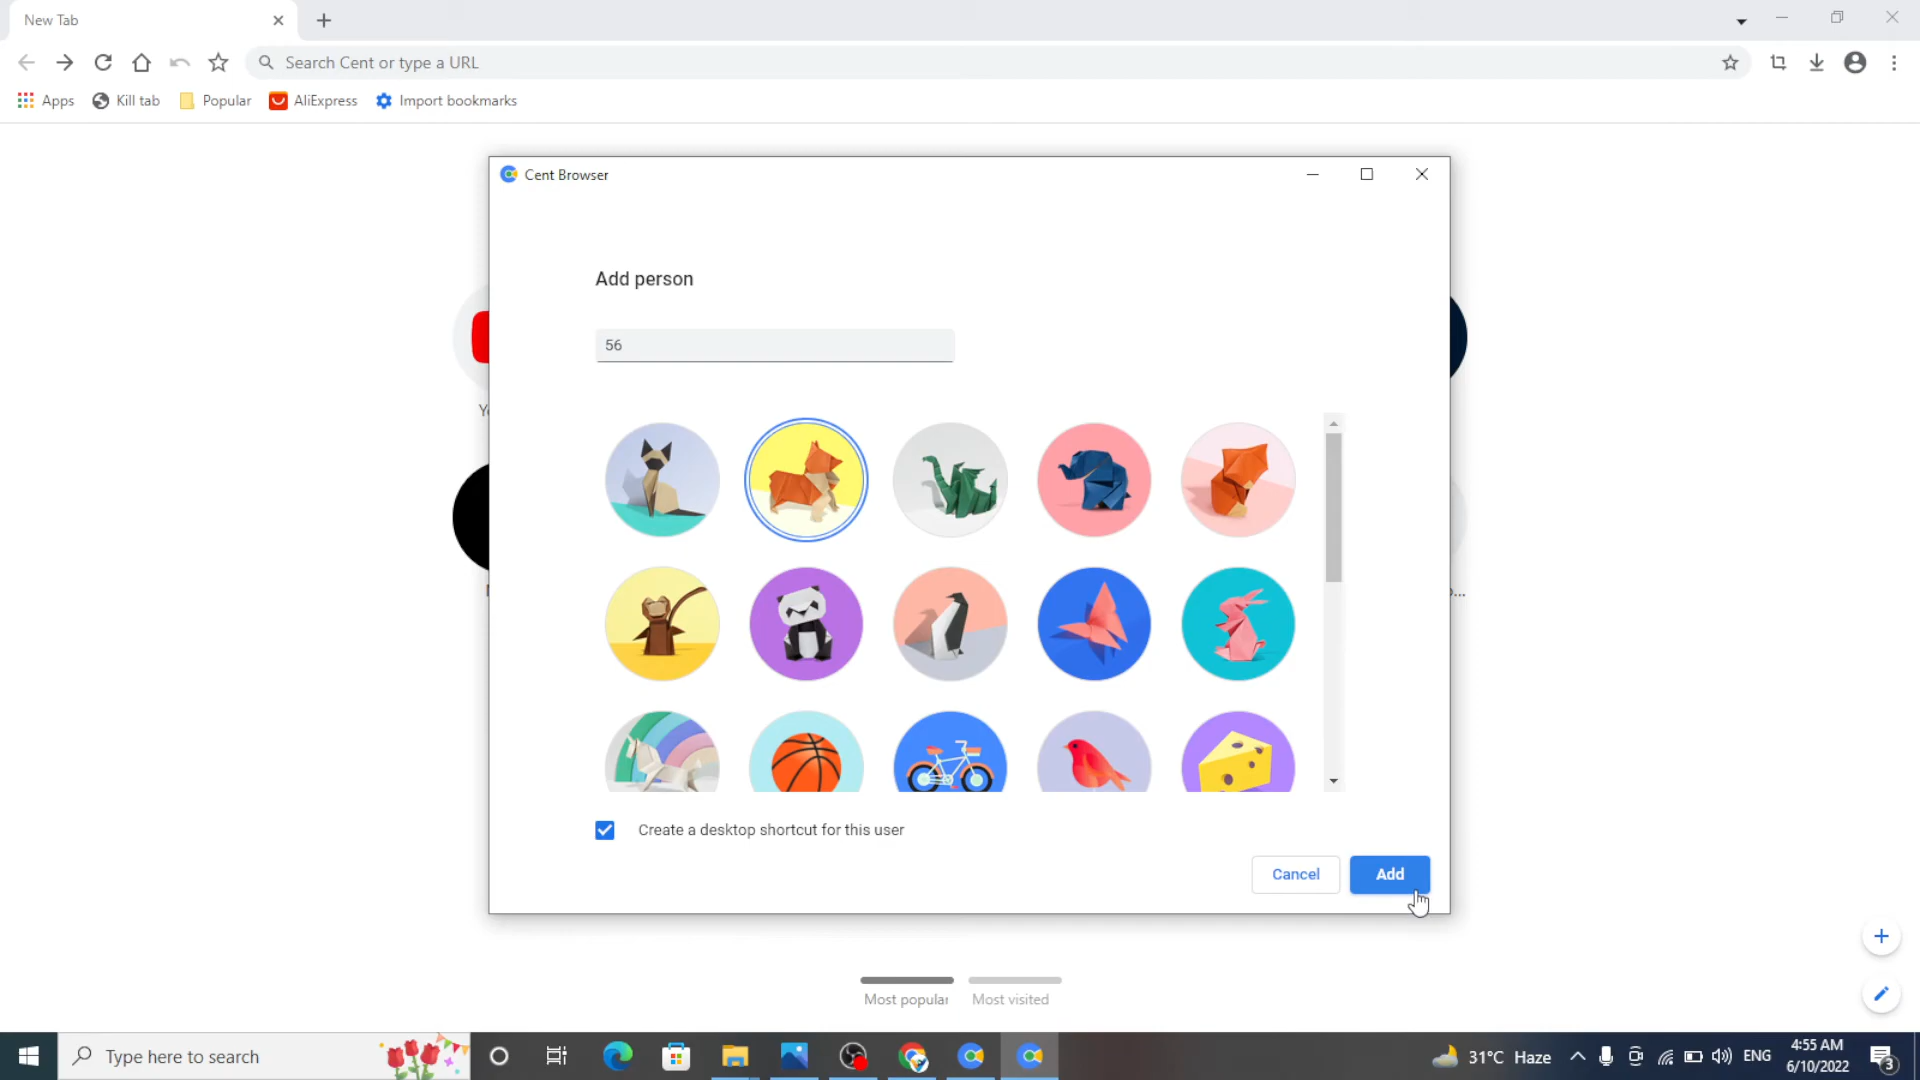 New Tab
Search Cent or type a URL
Apps
Kill tab
Popular
AliExpress
Import bookmarks
Cent Browser
Add person
56
Create a desktop shortcut for this user
Cancel
Add
Most popular
Most visited
Type here to search
31°C Haze
ENG
4:55 AM
6/10/2022
3